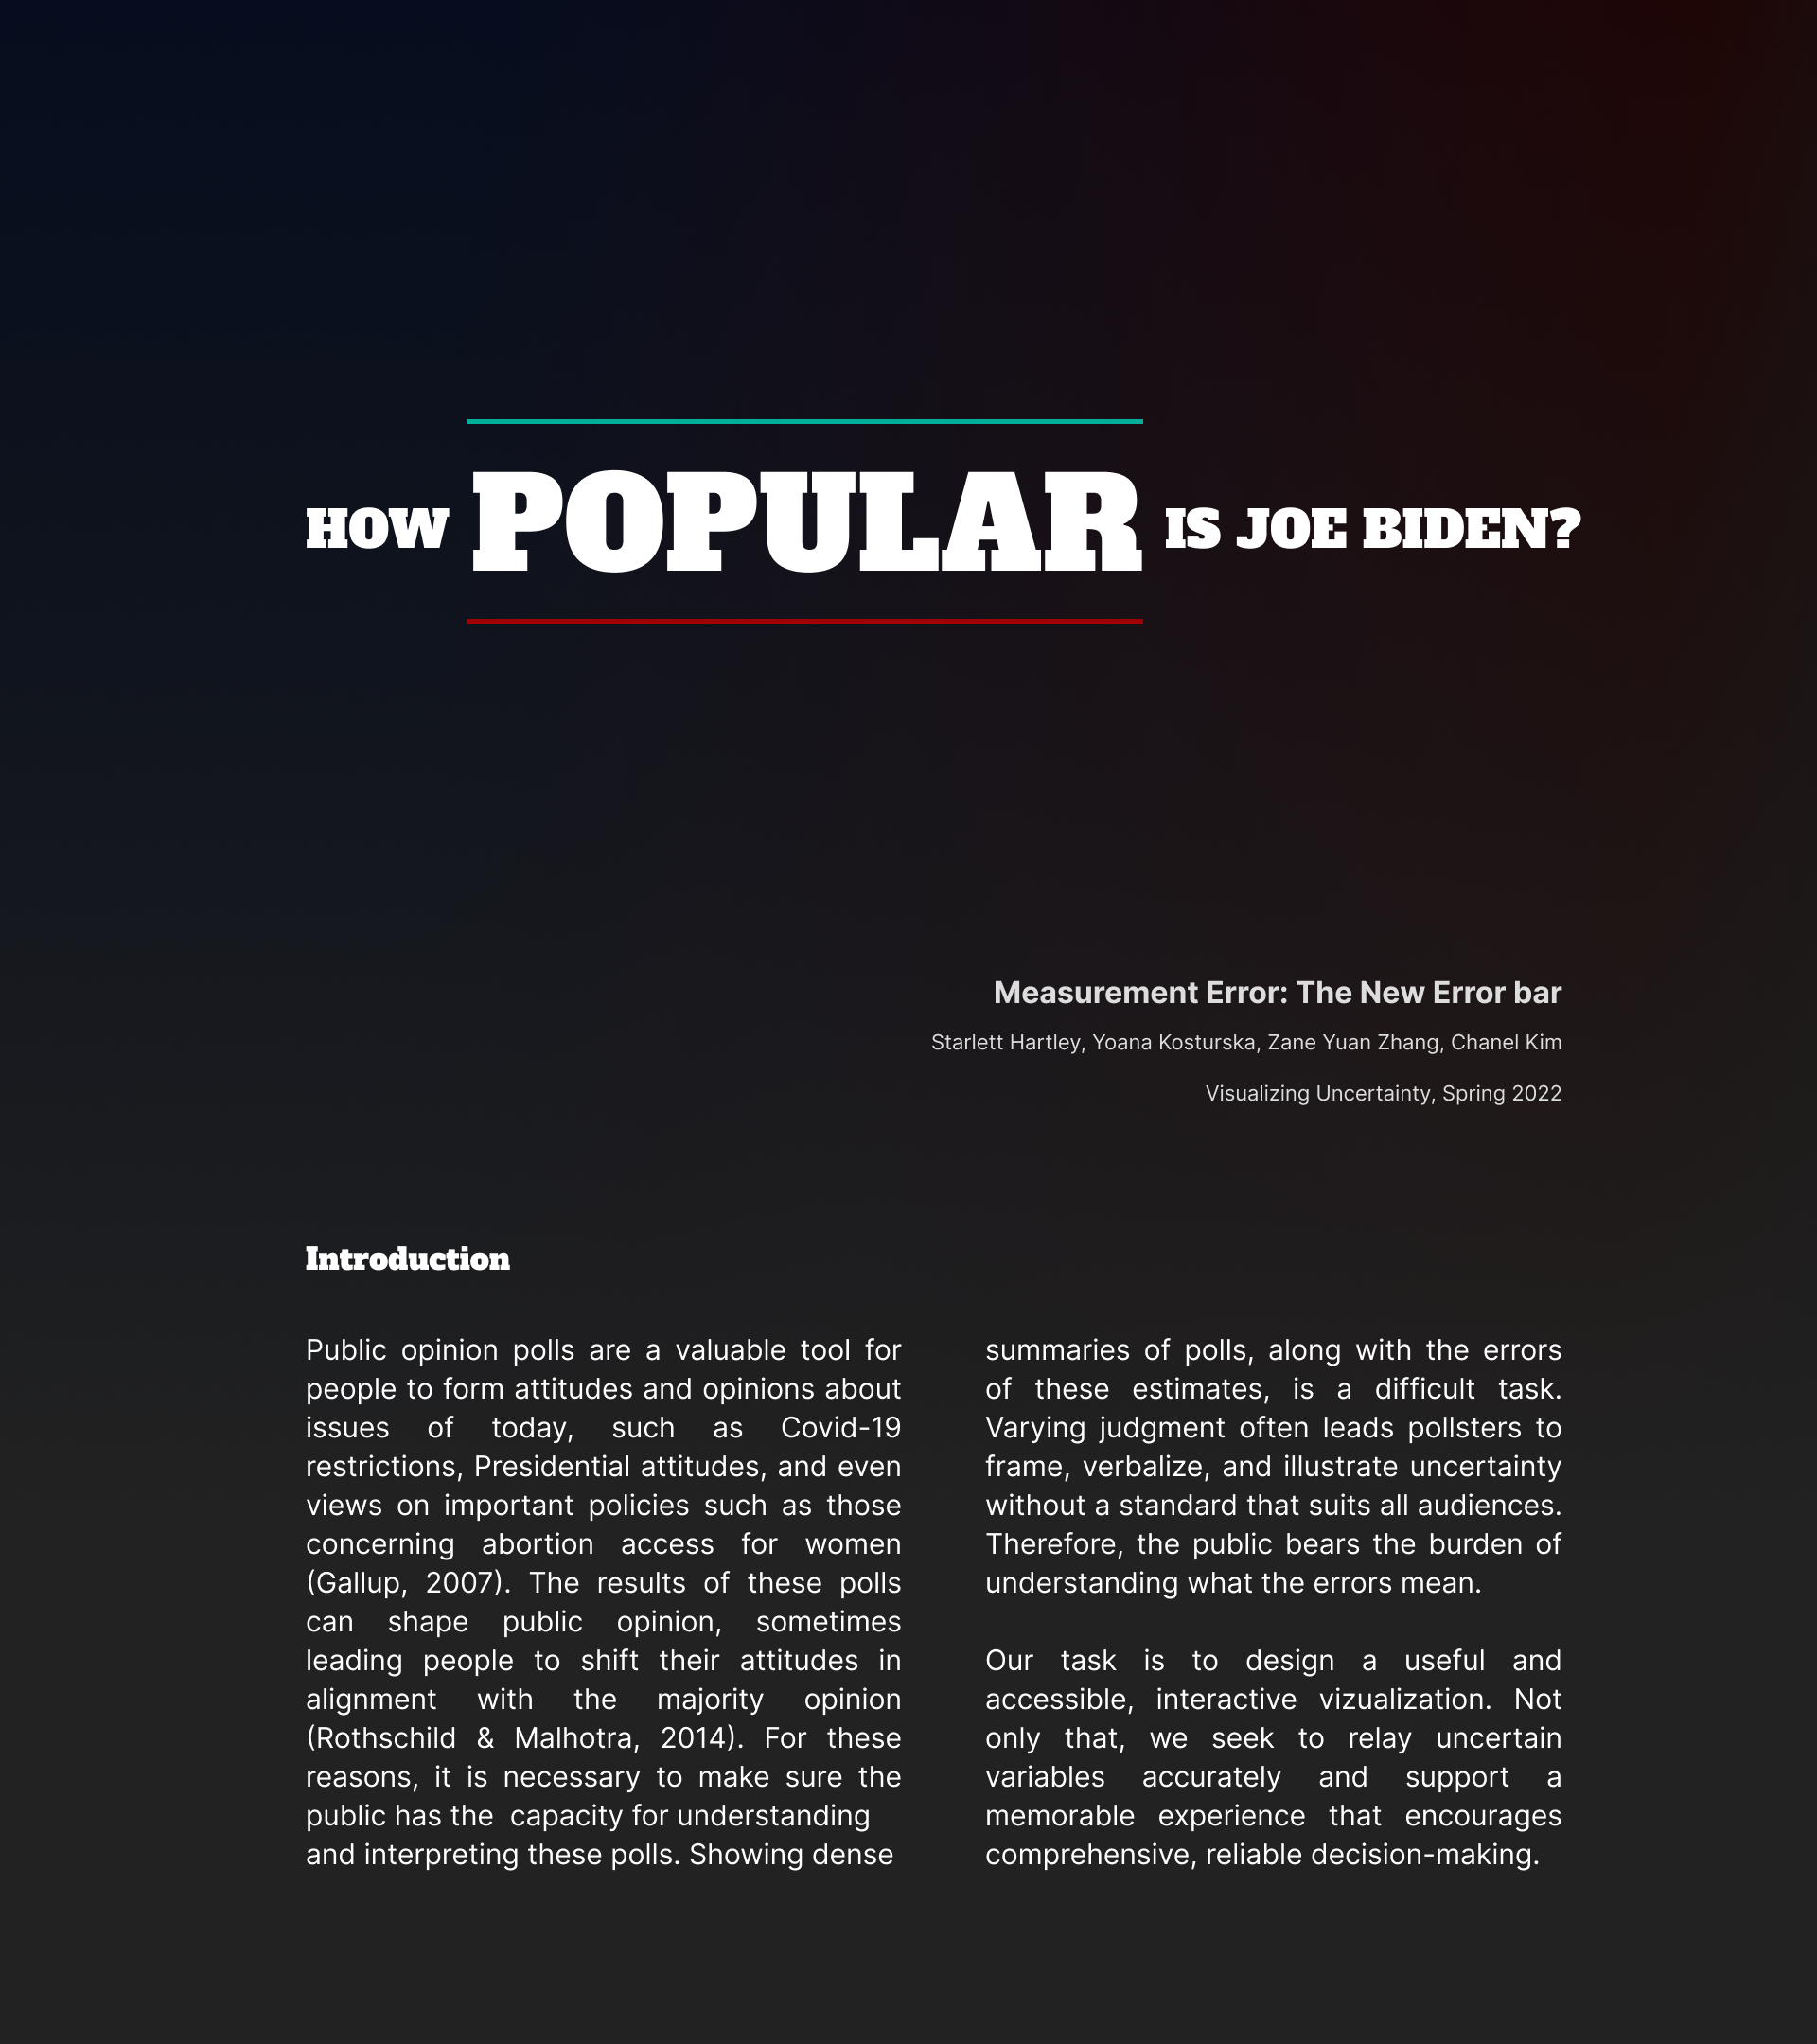 HOW POPULAR IS JOE BIDEN?
Measurement Error: The New Error bar
Starlett Hartley, Yoana Kosturska, Zane Yuan Zhang, Chanel Kim
Visualizing Uncertainty, Spring 2022
Introduction
Public opinion polls are a valuable tool for
people to form attitudes and opinions about
issues of today, such as Covid-19
restrictions, Presidential attitudes, and even
views on important policies such as those
concerning abortion access for women
(Gallup, 2007). The results of these polls
can shape public opinion, sometimes
leading people to shift their attitudes in
alignment with the majority opinion
(Rothschild & Malhotra, 2014). For these
reasons, it is necessary to make sure the
public has the  capacity for understanding
and interpreting these polls. Showing dense
summaries of polls, along with the errors
of these estimates, is a difficult task.
Varying judgment often leads pollsters to
frame, verbalize, and illustrate uncertainty
without a standard that suits all audiences.
Therefore, the public bears the burden of
understanding what the errors mean.
Our task is to design a useful and
accessible, interactive vizualization. Not
only that, we seek to relay uncertain
variables accurately and support a
memorable experience that encourages
comprehensive, reliable decision-making.